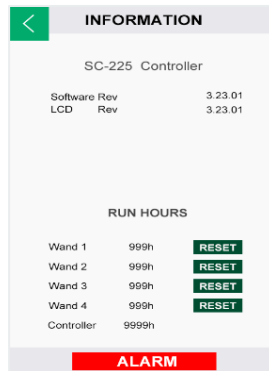 INFORMATION
SC-225 Controller
Software Rev 3.23.01
LCD Rev 3.23.01
RUN HOURS
Wand 1 999h RESET
Wand 2 999h RESET
Wand 3 999h RESET
Wand 4 999h RESET
Controller 9999h
ALARM